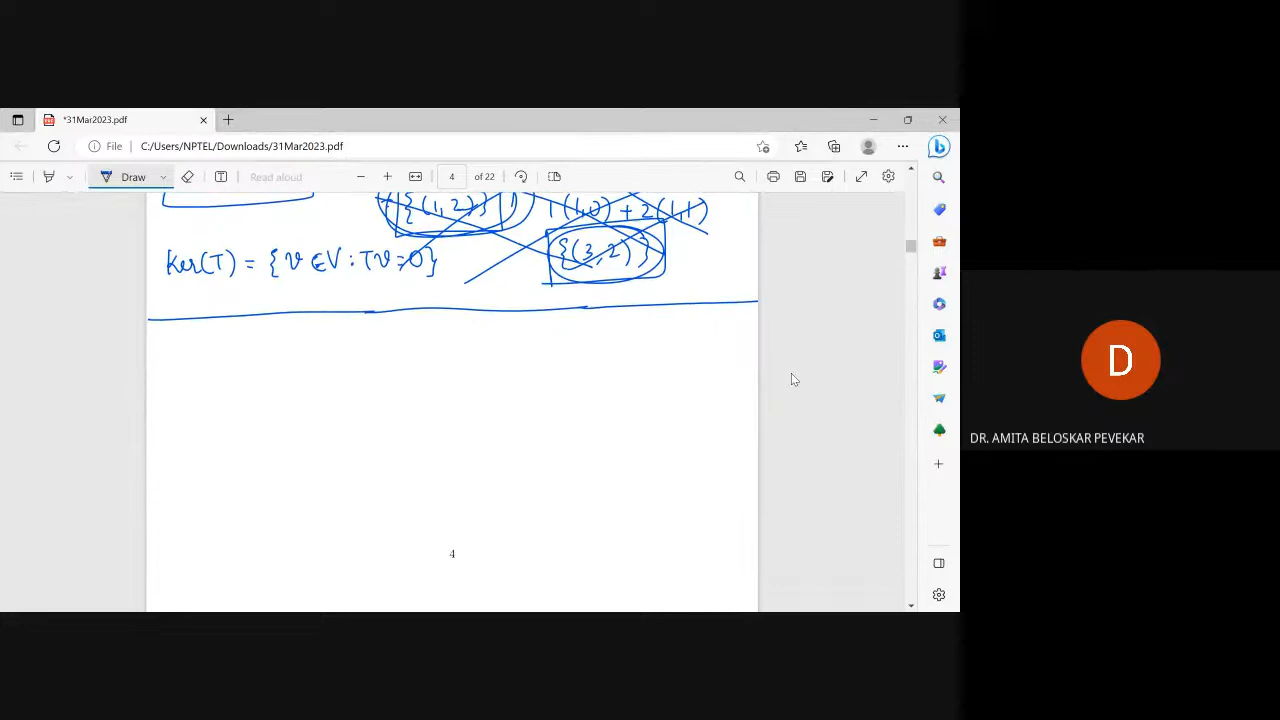 *31Mar2023.pdf
File C:/Users/NPTEL/Downloads/31Mar2023.pdf
Draw Read aloud 4 of 22
{(1,2)} 1(1,0) + 2(1,1)
Ker(T) = {v ∈ V : Tv = 0} {(3,2)}
4
D
DR. AMITA BELOSKAR PEVEKAR